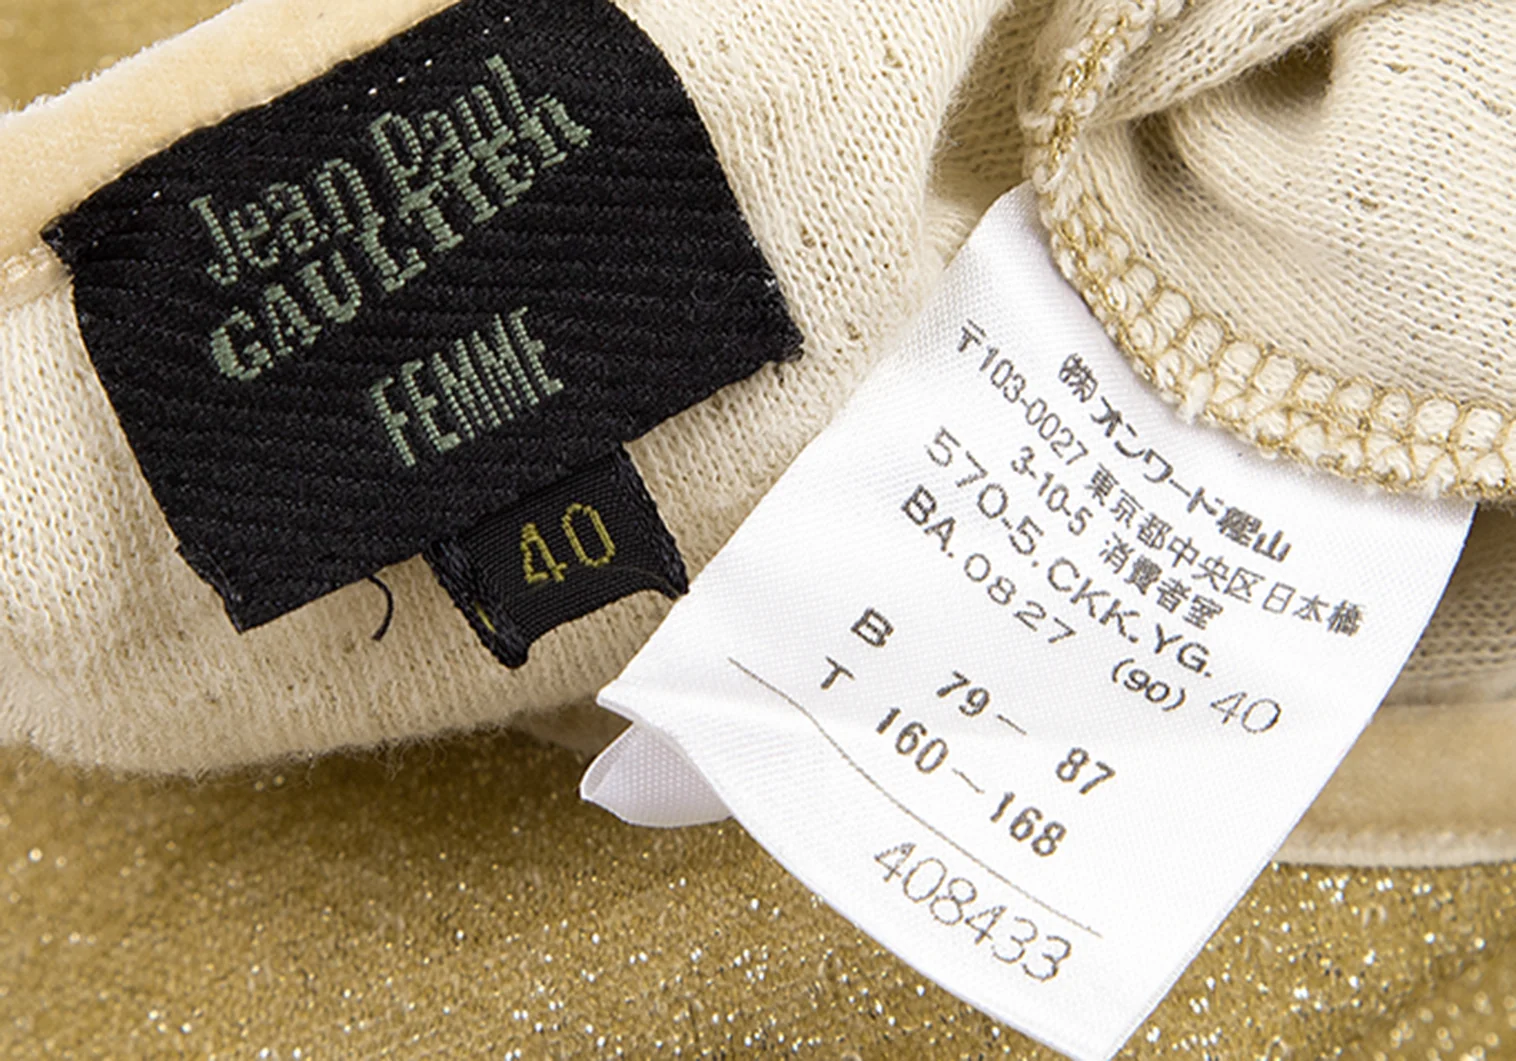 Jean Paul
GAULTIER
FEMME
40
㈱オンワード樫山
〒103-0027 東京都中央区日本橋
3-10-5 消費者室
570-5.CKK.YG.
BA.0827 (90) 40
B 79－87
T 160－168
408433